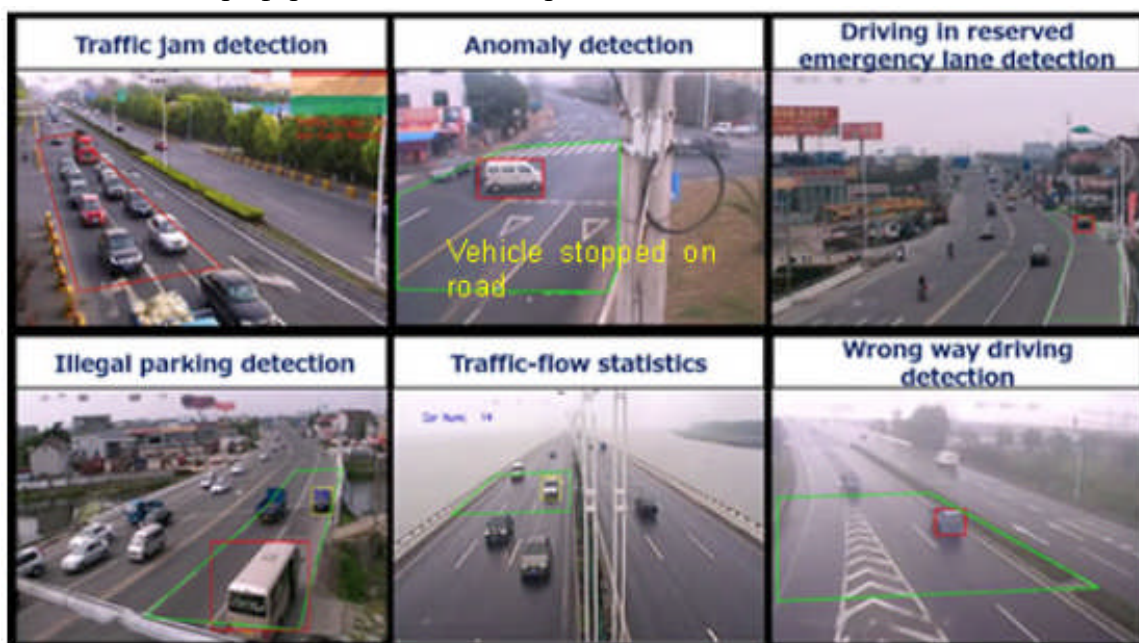 Traffic jam detection
Anomaly detection
Driving in reserved
emergency lane detection
Vehicle stopped on
road
Illegal parking detection
Traffic-flow statistics
Wrong way driving
detection